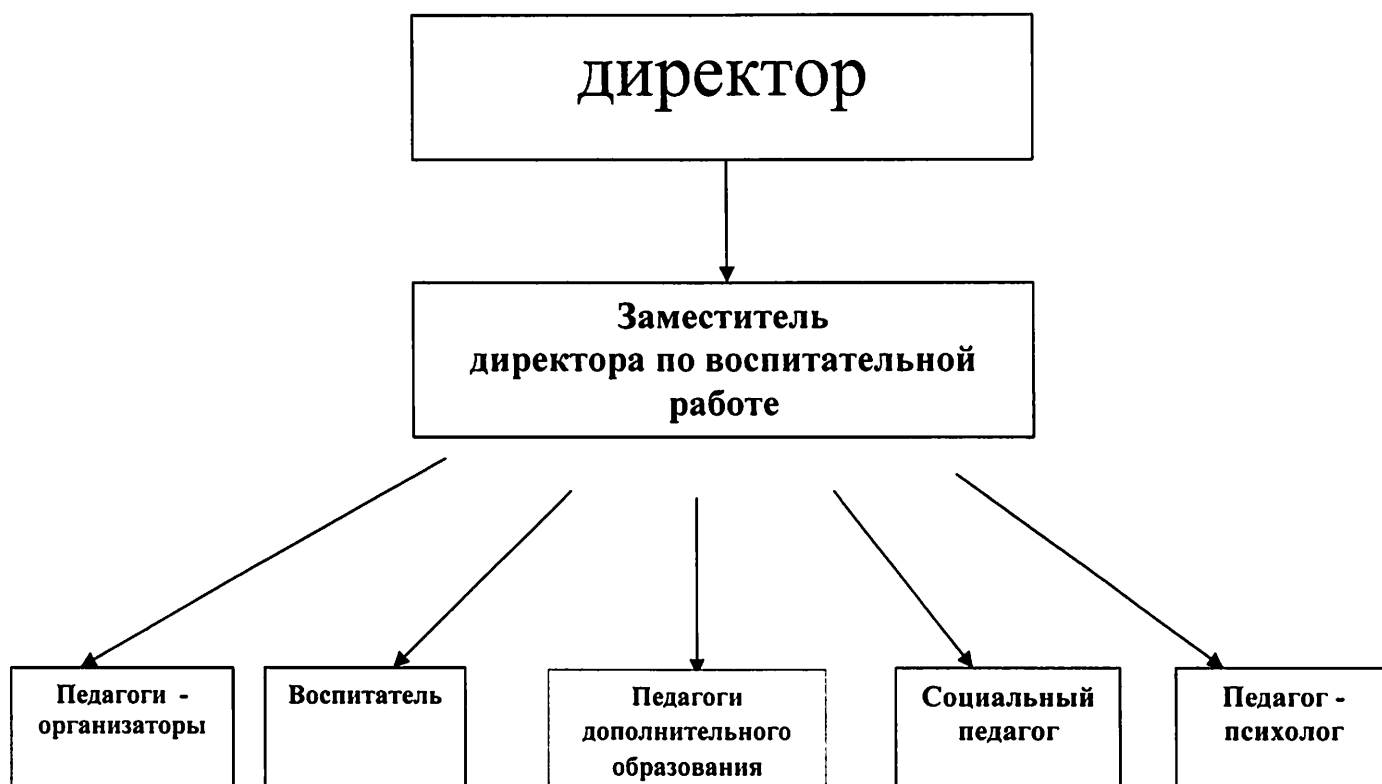 директор
Заместитель
директора по воспитательной
работе
Педагоги -
организаторы
Воспитатель
Педагоги
дополнительного
образования
Социальный
педагог
Педагог -
психолог